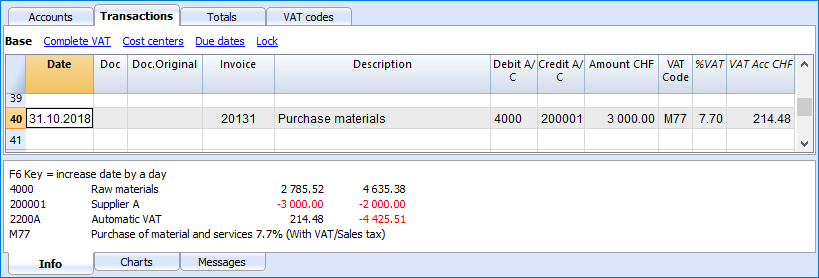 Accounts Transactions Totals VAT codes
Base Complete VAT Cost centers Due dates Lock
Date Doc Doc.Original Invoice Description Debit A/C Credit A/C Amount CHF VAT Code %VAT VAT Acc CHF
39
40 31.10.2018 20131 Purchase materials 4000 200001 3 000.00 M77 7.70 214.48
41
F6 Key = increase date by a day
4000 Raw materials 2 785.52 4 635.38
200001 Supplier A -3 000.00 -2 000.00
2200A Automatic VAT 214.48 -4 425.51
M77 Purchase of material and services 7.7% (With VAT/Sales tax)
Info Charts Messages